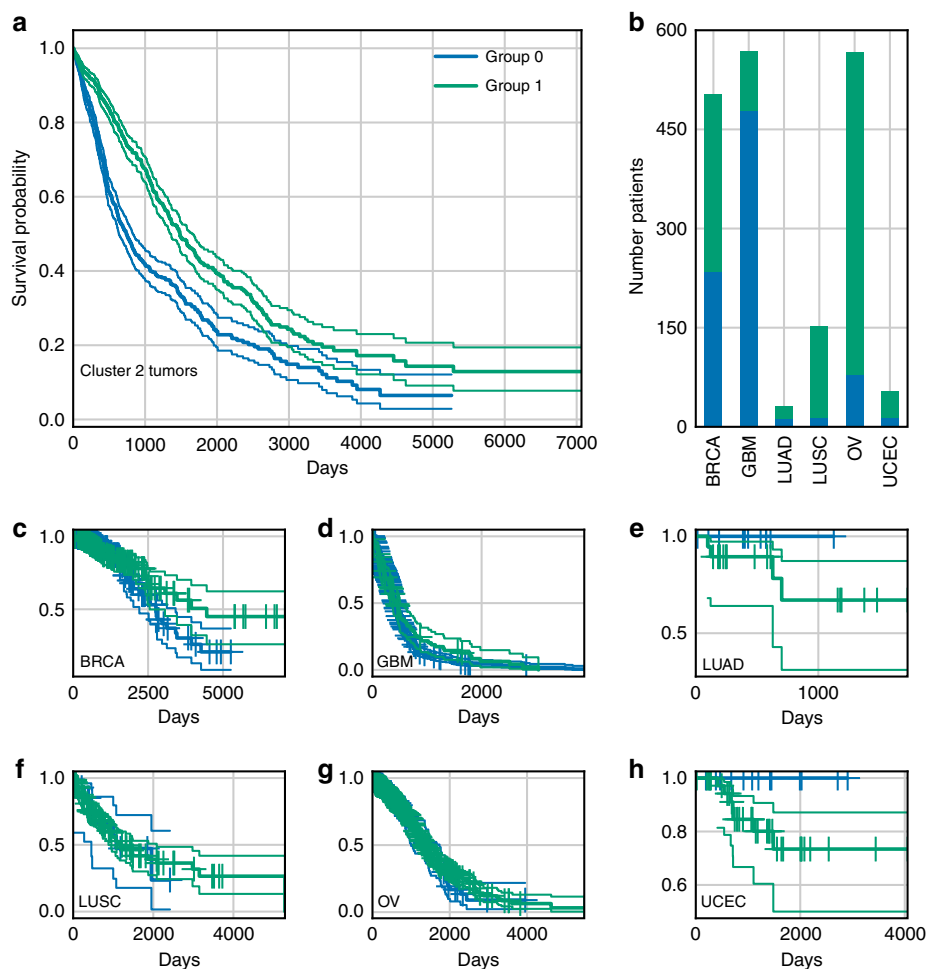 a
1.0
0.8
0.6
0.4
0.2
0.0
Survival probability
Group 0
Group 1
Cluster 2 tumors
0 1000 2000 3000 4000 5000 6000 7000
Days
b
600
450
300
150
0
Number patients
BRCA GBM LUAD LUSC OV UCEC
c
1.0
0.5
BRCA
0 2500 5000
Days
d
1.0
0.5
0.0
GBM
0 2000
Days
e
1.0
0.5
LUAD
0 1000
Days
f
1.0
0.5
0.0
LUSC
0 2000 4000
Days
g
1.0
0.5
0.0
OV
0 2000 4000
Days
h
1.0
0.8
0.6
UCEC
0 2000 4000
Days